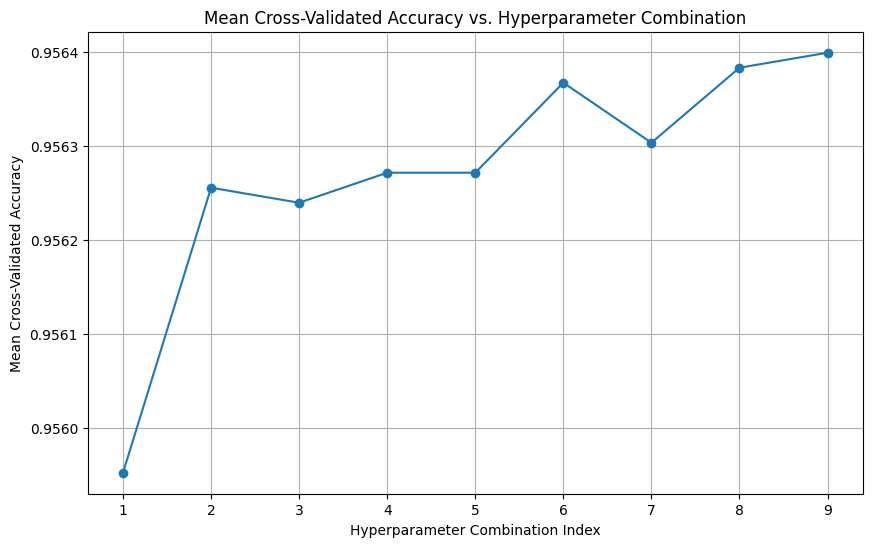 Mean Cross-Validated Accuracy vs. Hyperparameter Combination
Mean Cross-Validated Accuracy
0.9564
0.9563
0.9562
0.9561
0.9560
1 2 3 4 5 6 7 8 9
Hyperparameter Combination Index